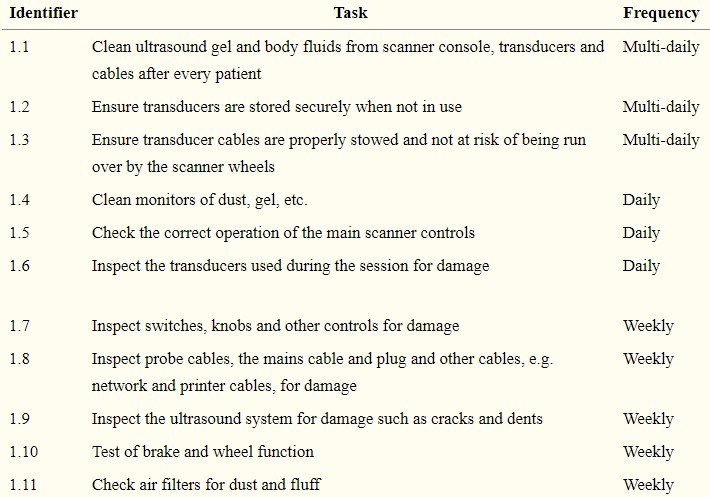 Identifier Task Frequency
1.1 Clean ultrasound gel and body fluids from scanner console, transducers and Multi-daily
cables after every patient
1.2 Ensure transducers are stored securely when not in use Multi-daily
1.3 Ensure transducer cables are properly stowed and not at risk of being run Multi-daily
over by the scanner wheels
1.4 Clean monitors of dust, gel, etc. Daily
1.5 Check the correct operation of the main scanner controls Daily
1.6 Inspect the transducers used during the session for damage Daily
1.7 Inspect switches, knobs and other controls for damage Weekly
1.8 Inspect probe cables, the mains cable and plug and other cables, e.g. Weekly
network and printer cables, for damage
1.9 Inspect the ultrasound system for damage such as cracks and dents Weekly
1.10 Test of brake and wheel function Weekly
1.11 Check air filters for dust and fluff Weekly